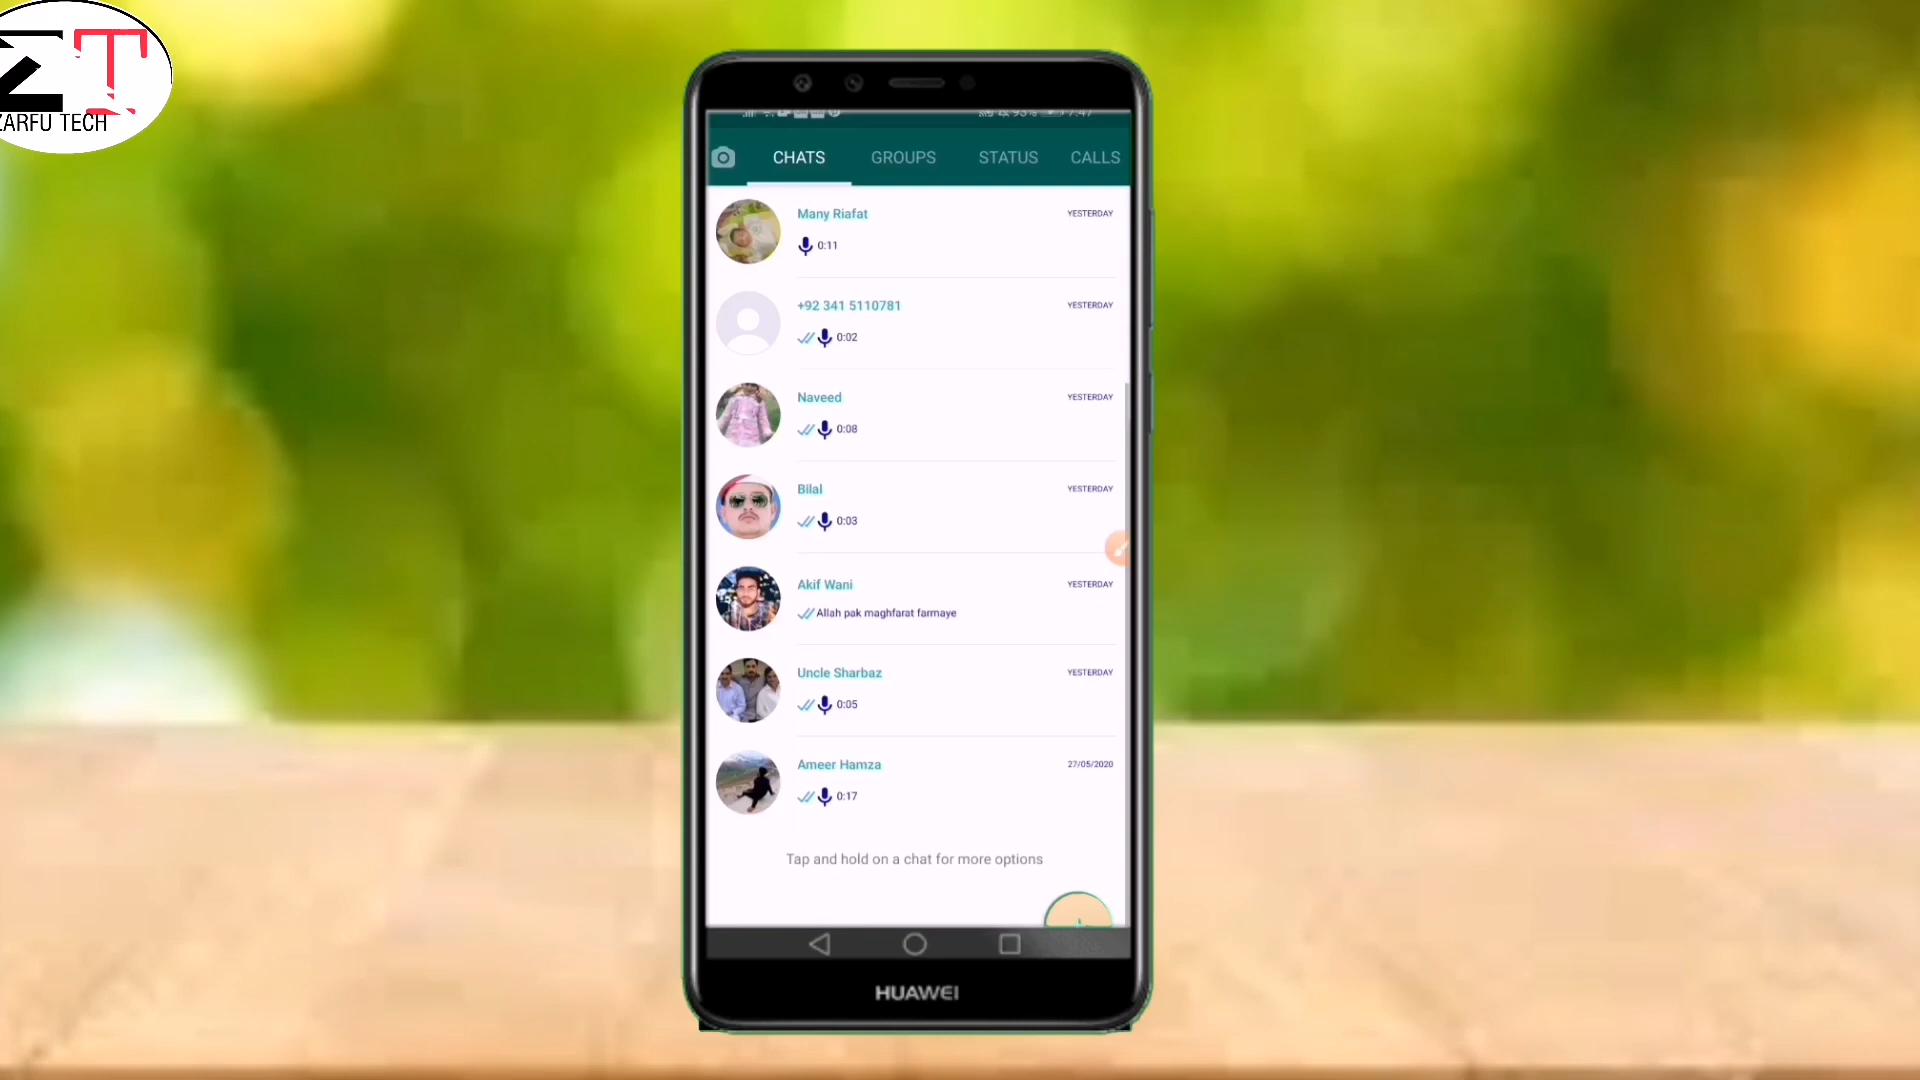 ZT
ZARFU TECH
CHATS GROUPS STATUS CALLS
Many Riafat YESTERDAY
0:11
+92 341 5110781 YESTERDAY
0:02
Naveed YESTERDAY
0:08
Bilal YESTERDAY
0:03
Akif Wani YESTERDAY
Allah pak maghfarat farmaye
Uncle Sharbaz YESTERDAY
0:05
Ameer Hamza 27/05/2020
0:17
Tap and hold on a chat for more options
HUAWEI